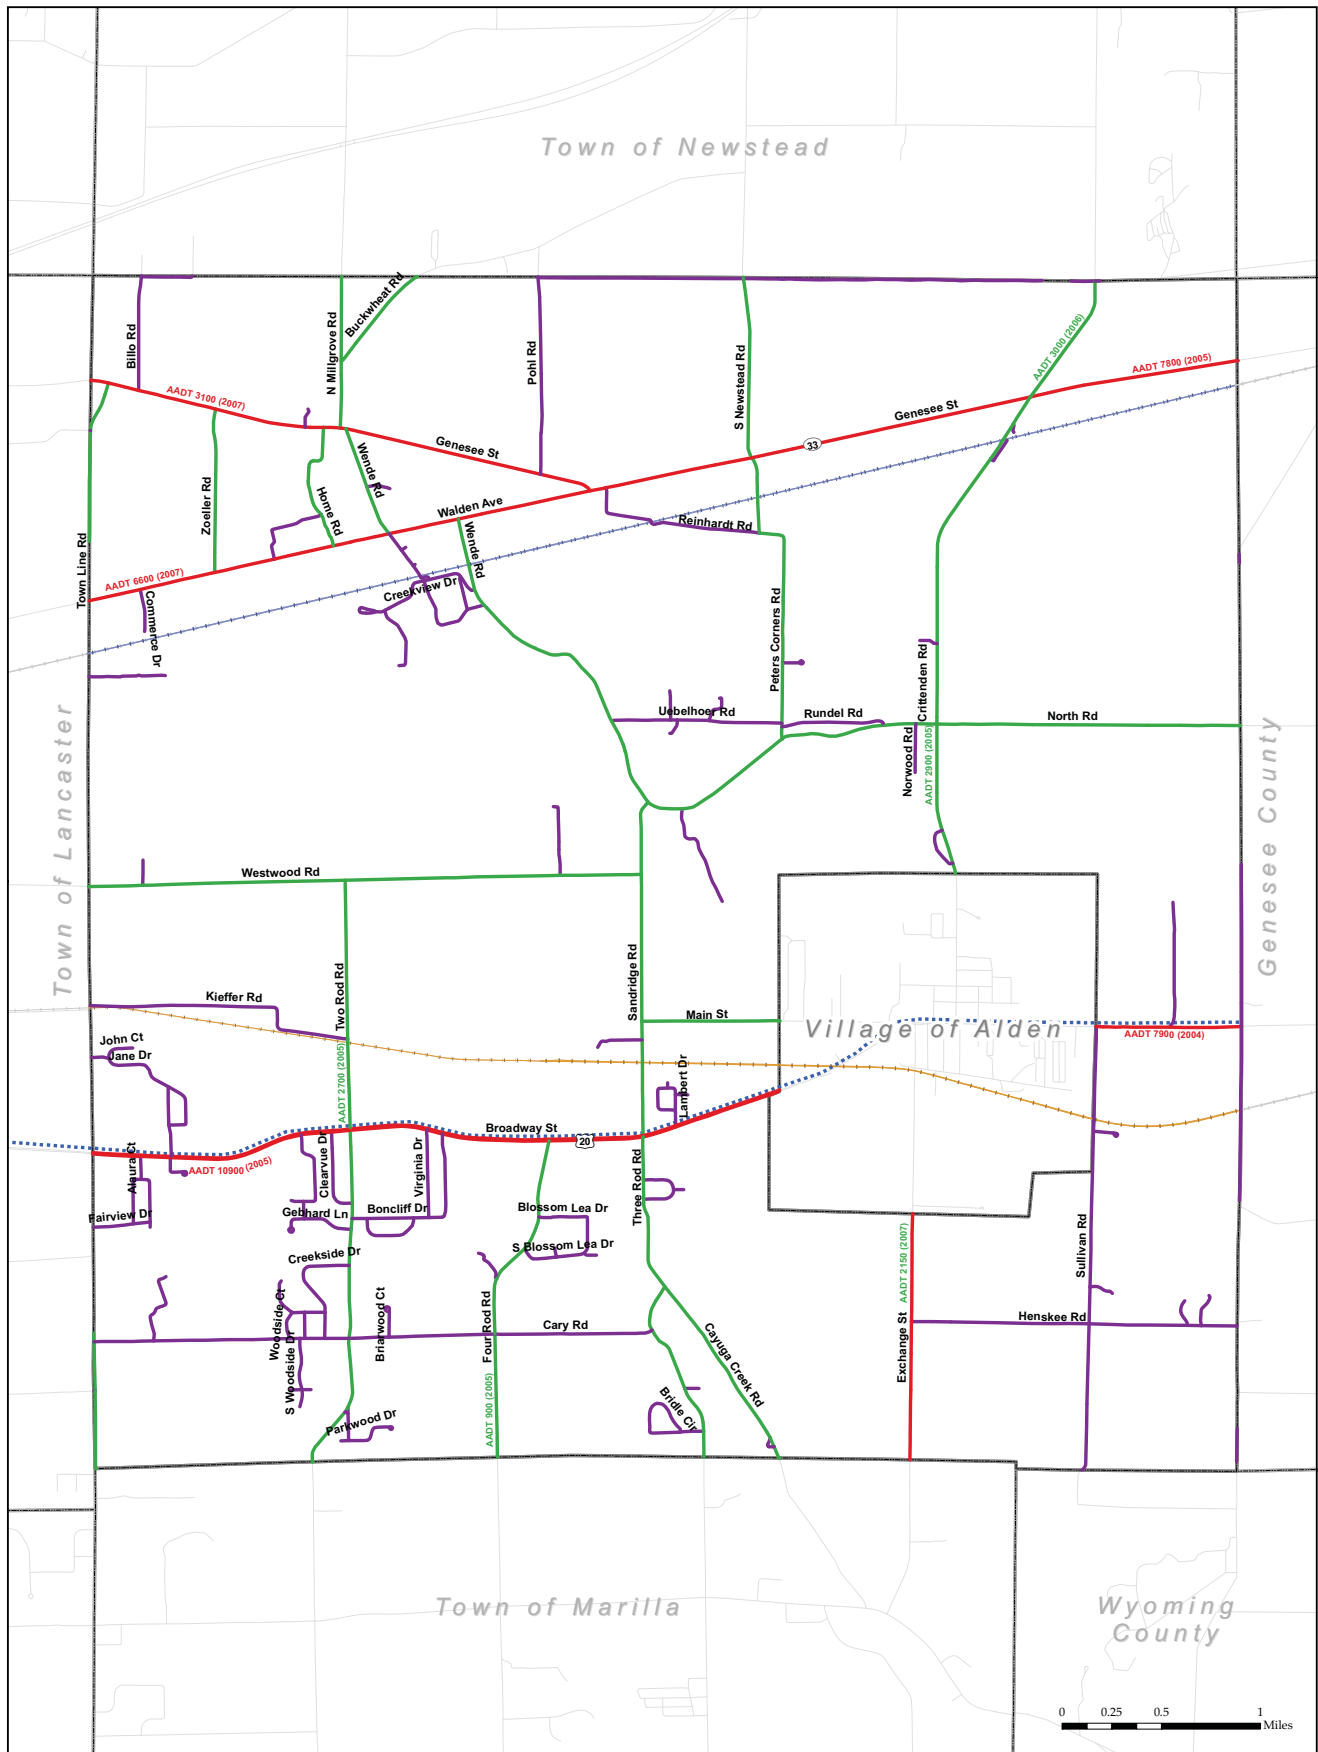 Town of Newstead
Buckwheat Rd
Billo Rd
N Millgrove Rd
Pohl Rd
S Newstead Rd
AADT 3000 (2006)
AADT 7800 (2005)
AADT 3100 (2007)
Genesee St
Genesee St
33
Wende Rd
Zoeller Rd
Home Rd
Walden Ave
Reinhardt Rd
Wende Rd
Town Line Rd
AADT 6600 (2007)
Commerce Dr
Creekview Dr
Peters Corners Rd
Crittenden Rd
Uebelhoer Rd
Rundel Rd
North Rd
Norwood Rd
AADT 2900 (2005)
Town of Lancaster
Genesee County
Westwood Rd
Kieffer Rd
Two Rod Rd
Sandridge Rd
Main St
Village of Alden
AADT 7900 (2004)
John Ct
Jane Dr
AADT 2700 (2005)
Lambert Dr
Broadway St
20
AADT 10900 (2005)
Alaura Ct
Clearvue Dr
Virginia Dr
Three Rod Rd
Fairview Dr
Gebhard Ln
Boncliff Dr
Blossom Lea Dr
S Blossom Lea Dr
Creekside Dr
Sullivan Rd
AADT 2150 (2007)
Woodside Ct
Briarwood Ct
Four Rod Rd
Cary Rd
Henskee Rd
Exchange St
Cayuga Creek Rd
S Woodside Dr
Bridle Cir
Parkwood Dr
AADT 900 (2005)
Town of Marilla
Wyoming
County
0 0.25 0.5 1
Miles